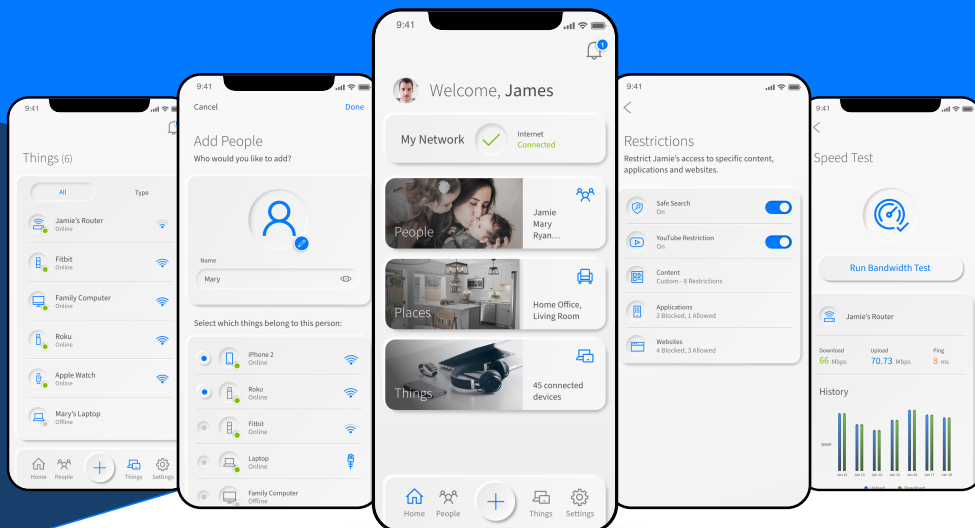 9:41
Things (6)
All
Type
Jamie's Router
Online
Fitbit
Online
Family Computer
Online
Roku
Online
Apple Watch
Online
Mary's Laptop
Offline
Home
People
Things
Settings
9:41
Cancel
Done
Add People
Who would you like to add?
Name
Mary
Select which things belong to this person:
iPhone 2
Online
Roku
Online
Fitbit
Online
Laptop
Online
Family Computer
Offline
9:41
1
Welcome, James
My Network
Internet
Connected
People
Jamie
Mary
Ryan...
Places
Home Office,
Living Room
Things
45 connected
devices
Home
People
Things
Settings
9:41
Restrictions
Restrict Jamie's access to specific content,
applications and websites.
Safe Search
On
YouTube Restriction
On
Content
Custom - 8 Restrictions
Applications
2 Blocked, 1 Allowed
Websites
4 Blocked, 3 Allowed
9:41
Speed Test
Run Bandwidth Test
Jamie's Router
Download
Upload
Ping
66 Mbps
70.73 Mbps
8 ms
History
Speed
Upload
Download